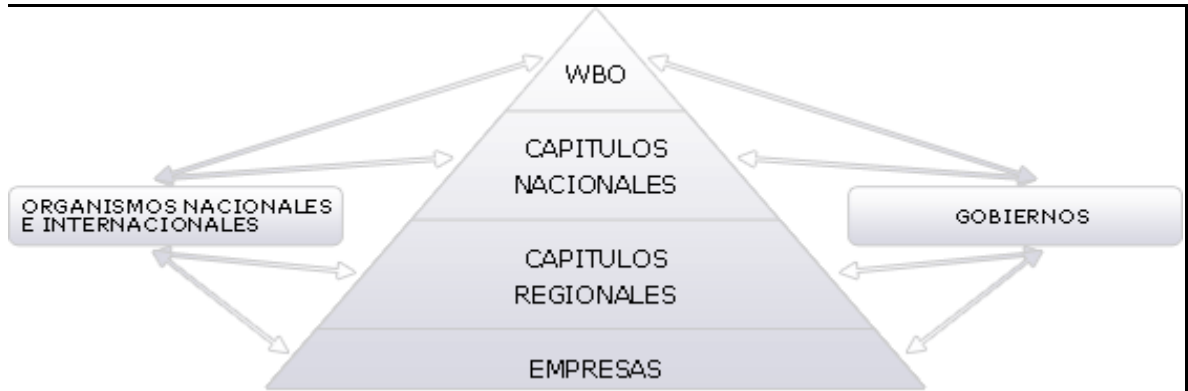 WBO
CAPITULOS
NACIONALES
ORGANISMOS NACIONALES
E INTERNACIONALES
GOBIERNOS
CAPITULOS
REGIONALES
EMPRESAS